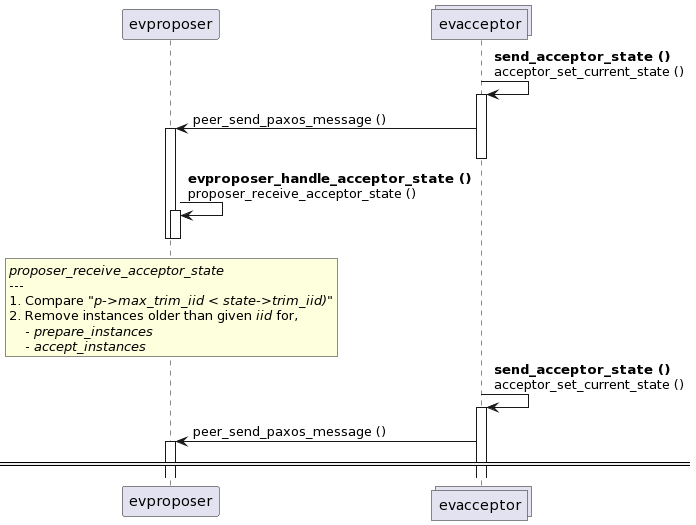 evproposer
evacceptor
send_acceptor_state ()
acceptor_set_current_state ()
peer_send_paxos_message ()
evproposer_handle_acceptor_state ()
proposer_receive_acceptor_state ()
proposer_receive_acceptor_state
---
1. Compare "p->max_trim_iid < state->trim_iid)"
2. Remove instances older than given iid for,
- prepare_instances
- accept_instances
send_acceptor_state ()
acceptor_set_current_state ()
peer_send_paxos_message ()
evproposer
evacceptor